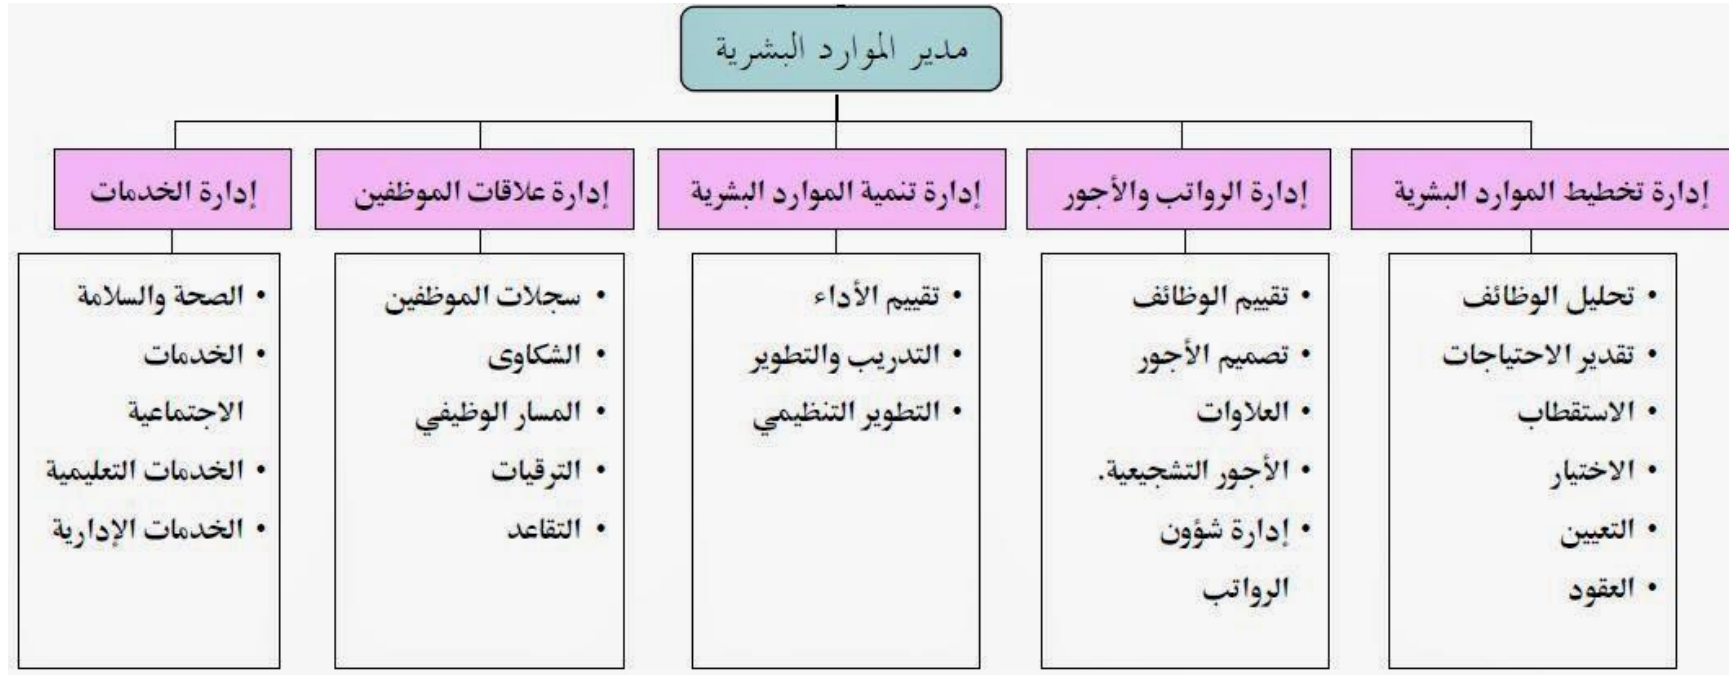 مدير الموارد البشرية
إدارة تخطيط الموارد البشرية
• تحليل الوظائف
• تقدير الاحتياجات
• الاستقطاب
• الاختيار
• التعيين
• العقود
إدارة الرواتب والأجور
• تقييم الوظائف
• تصميم الأجور
• العلاوات
• الأجور التشجيعية.
• إدارة شؤون
الرواتب
إدارة تنمية الموارد البشرية
• تقييم الأداء
• التدريب والتطوير
• التطوير التنظيمي
إدارة علاقات الموظفين
• سجلات الموظفين
• الشكاوى
• المسار الوظيفي
• الترقيات
• التقاعد
إدارة الخدمات
• الصحة والسلامة
• الخدمات
الاجتماعية
• الخدمات التعليمية
• الخدمات الإدارية